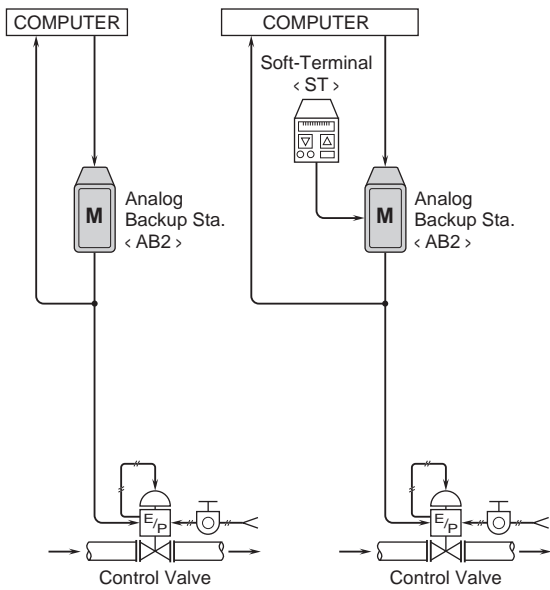 COMPUTER
M
Analog
Backup Sta.
‹ AB2 ›
E/P
Control Valve
COMPUTER
Soft-Terminal
‹ ST ›
M
Analog
Backup Sta.
‹ AB2 ›
E/P
Control Valve